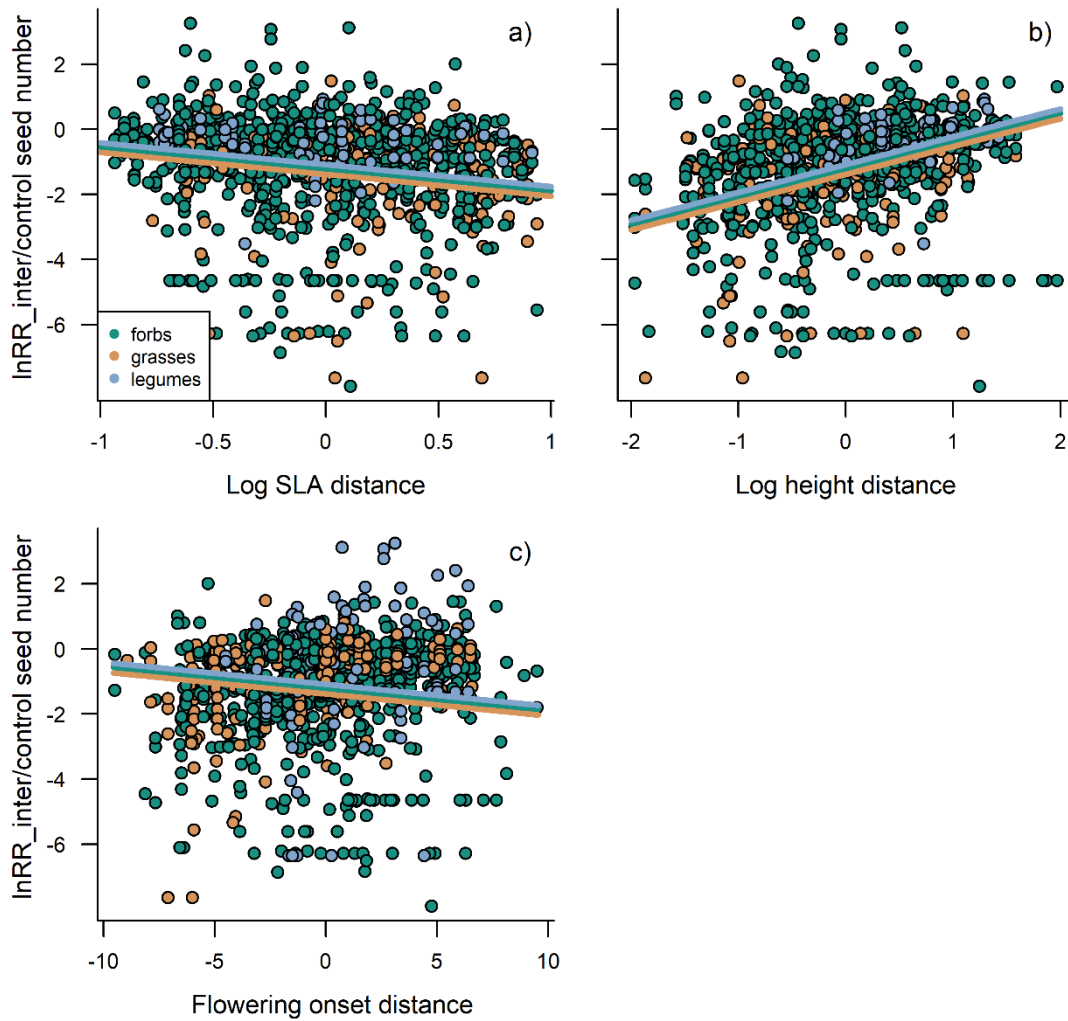 a)
lnRR_inter/control seed number
2
0
-2
-4
-6
forbs
grasses
legumes
-1
-0.5
0
0.5
1
Log SLA distance
b)
-2
-1
0
1
2
Log height distance
c)
lnRR_inter/control seed number
2
0
-2
-4
-6
-10
-5
0
5
10
Flowering onset distance